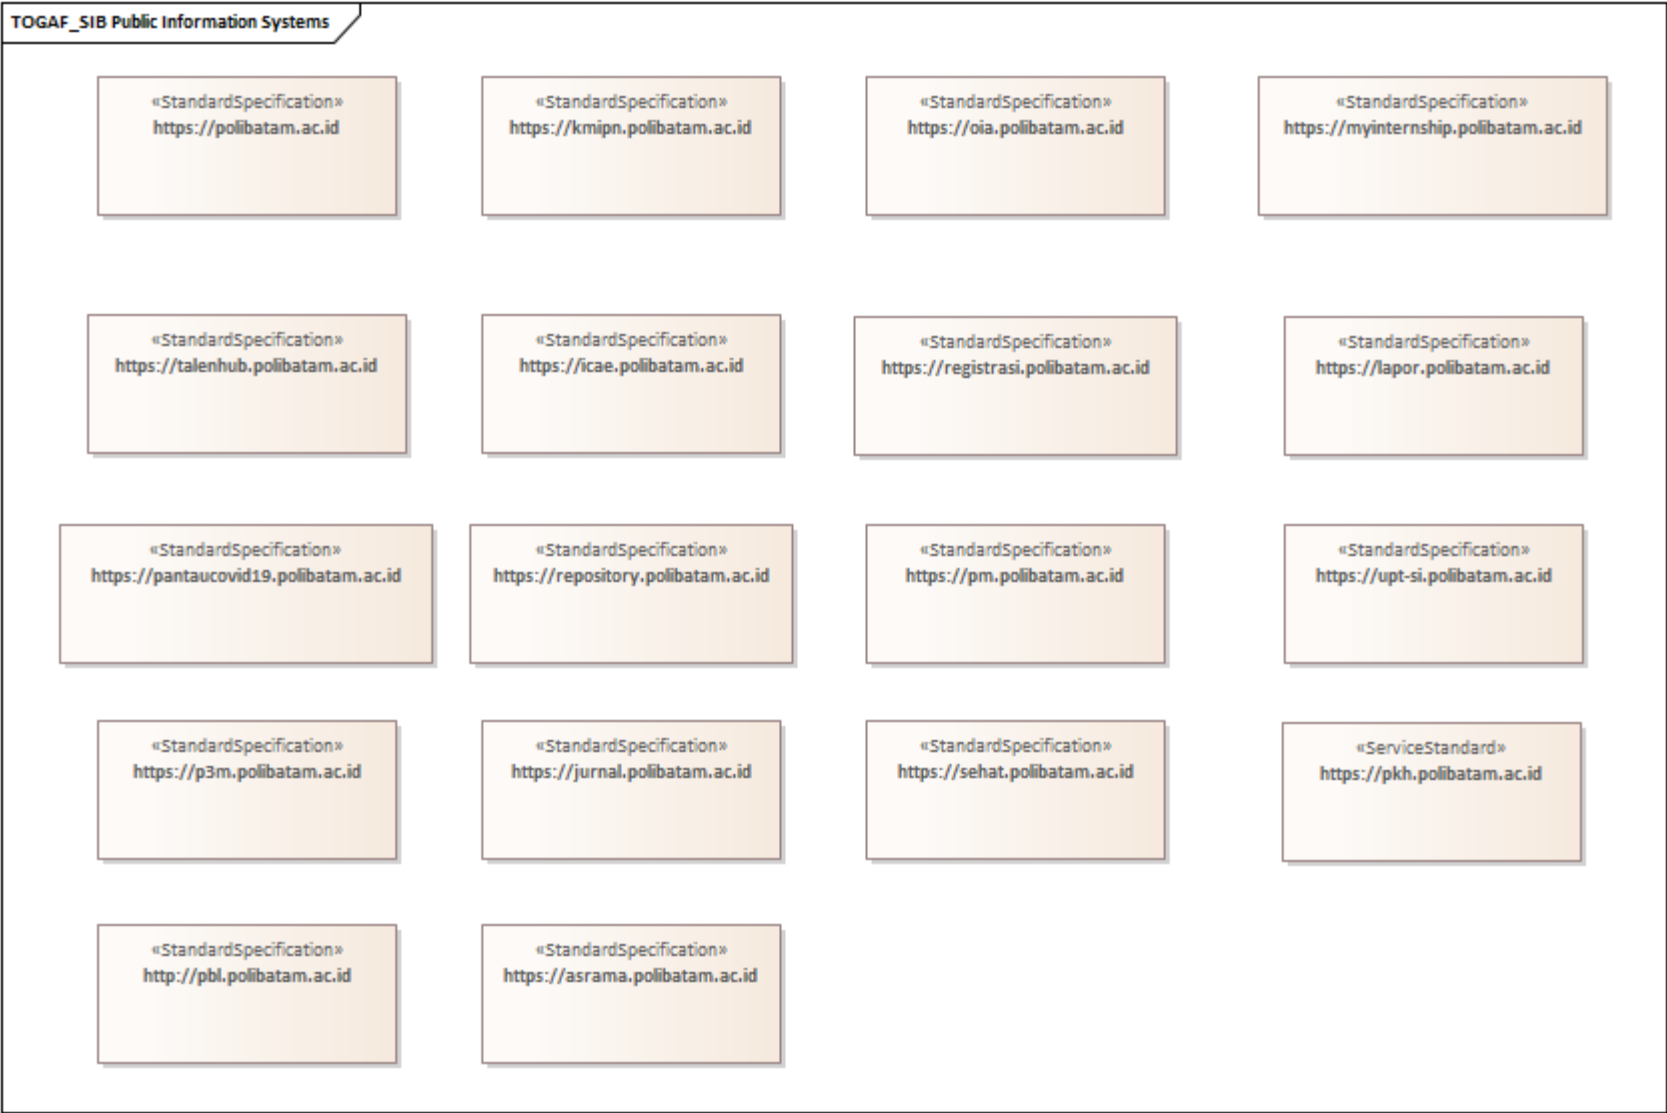 TOGAF_SIB Public Information Systems
«StandardSpecification»
https://polibatam.ac.id
«StandardSpecification»
https://kmipn.polibatam.ac.id
«StandardSpecification»
https://oia.polibatam.ac.id
«StandardSpecification»
https://myinternship.polibatam.ac.id
«StandardSpecification»
https://talenhub.polibatam.ac.id
«StandardSpecification»
https://icae.polibatam.ac.id
«StandardSpecification»
https://registrasi.polibatam.ac.id
«StandardSpecification»
https://lapor.polibatam.ac.id
«StandardSpecification»
https://pantaucovid19.polibatam.ac.id
«StandardSpecification»
https://repository.polibatam.ac.id
«StandardSpecification»
https://pm.polibatam.ac.id
«StandardSpecification»
https://upt-si.polibatam.ac.id
«StandardSpecification»
https://p3m.polibatam.ac.id
«StandardSpecification»
https://jurnal.polibatam.ac.id
«StandardSpecification»
https://sehat.polibatam.ac.id
«ServiceStandard»
https://pkh.polibatam.ac.id
«StandardSpecification»
http://pbl.polibatam.ac.id
«StandardSpecification»
https://asrama.polibatam.ac.id